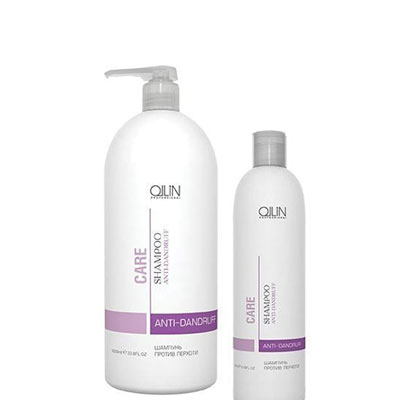 OLLIN
PROFESSIONAL
CARE
SHAMPOO
ANTI-DANDRUFF
ANTI-DANDRUFF
ШАМПУНЬ
ПРОТИВ ПЕРХОТИ
OLLIN
PROFESSIONAL
CARE
SHAMPOO
ANTI-DANDRUFF
ANTI-DANDRUFF
ШАМПУНЬ
ПРОТИВ ПЕРХОТИ